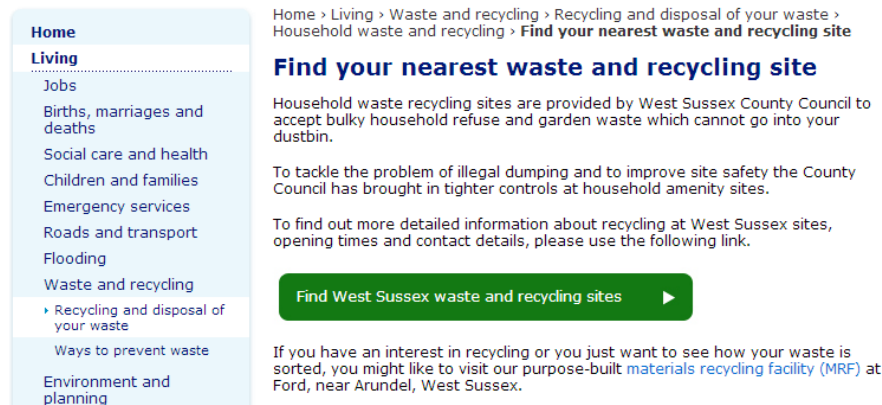 Home
Living
Jobs
Births, marriages and
deaths
Social care and health
Children and families
Emergency services
Roads and transport
Flooding
Waste and recycling
Recycling and disposal of
your waste
Ways to prevent waste
Environment and
planning
Home › Living › Waste and recycling › Recycling and disposal of your waste ›
Household waste and recycling › Find your nearest waste and recycling site
Find your nearest waste and recycling site
Household waste recycling sites are provided by West Sussex County Council to
accept bulky household refuse and garden waste which cannot go into your
dustbin.
To tackle the problem of illegal dumping and to improve site safety the County
Council has brought in tighter controls at household amenity sites.
To find out more detailed information about recycling at West Sussex sites,
opening times and contact details, please use the following link.
Find West Sussex waste and recycling sites
If you have an interest in recycling or you just want to see how your waste is
sorted, you might like to visit our purpose-built materials recycling facility (MRF) at
Ford, near Arundel, West Sussex.